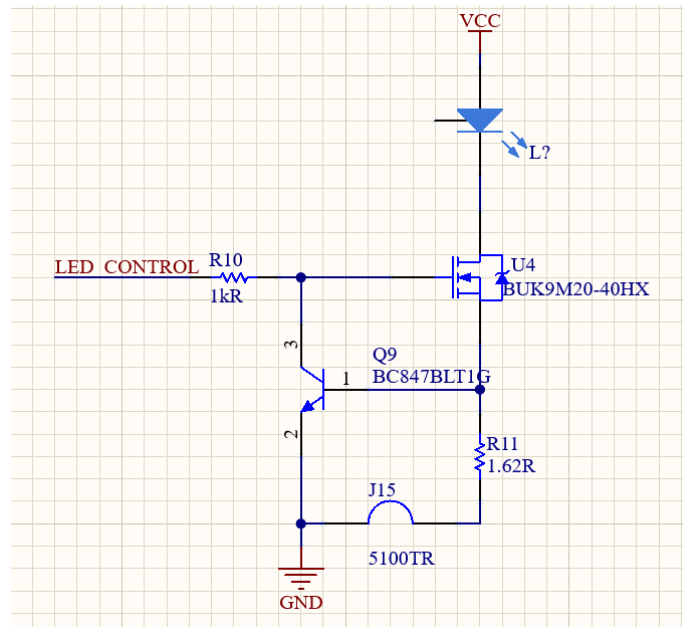 VCC
L?
LED CONTROL
R10
1kR
U4
BUK9M20-40HX
3
Q9
BC847BLT1G
1
2
R11
1.62R
J15
5100TR
GND